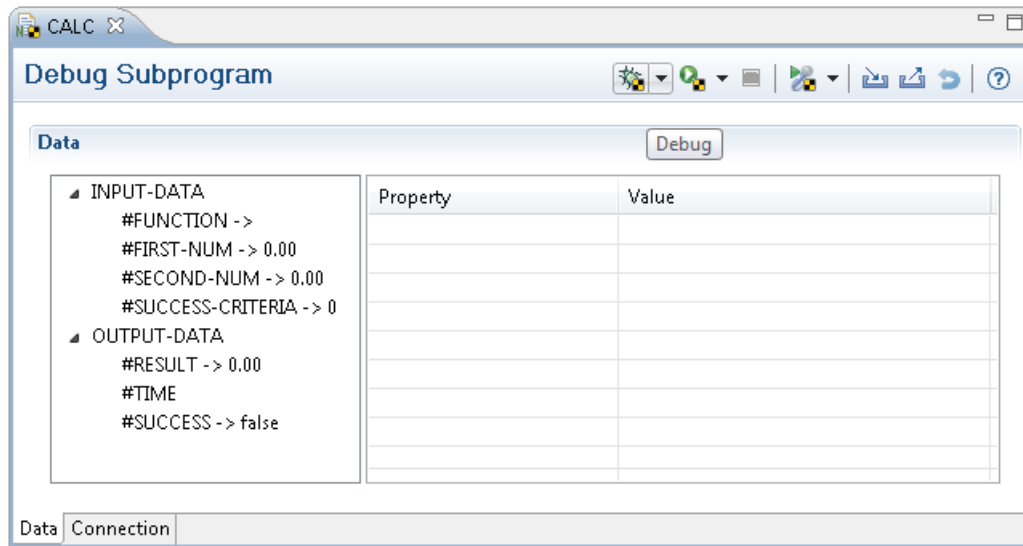 CALC
Debug Subprogram
Data
Debug
INPUT-DATA
#FUNCTION ->
#FIRST-NUM -> 0.00
#SECOND-NUM -> 0.00
#SUCCESS-CRITERIA -> 0
OUTPUT-DATA
#RESULT -> 0.00
#TIME
#SUCCESS -> false
Property Value
Data Connection